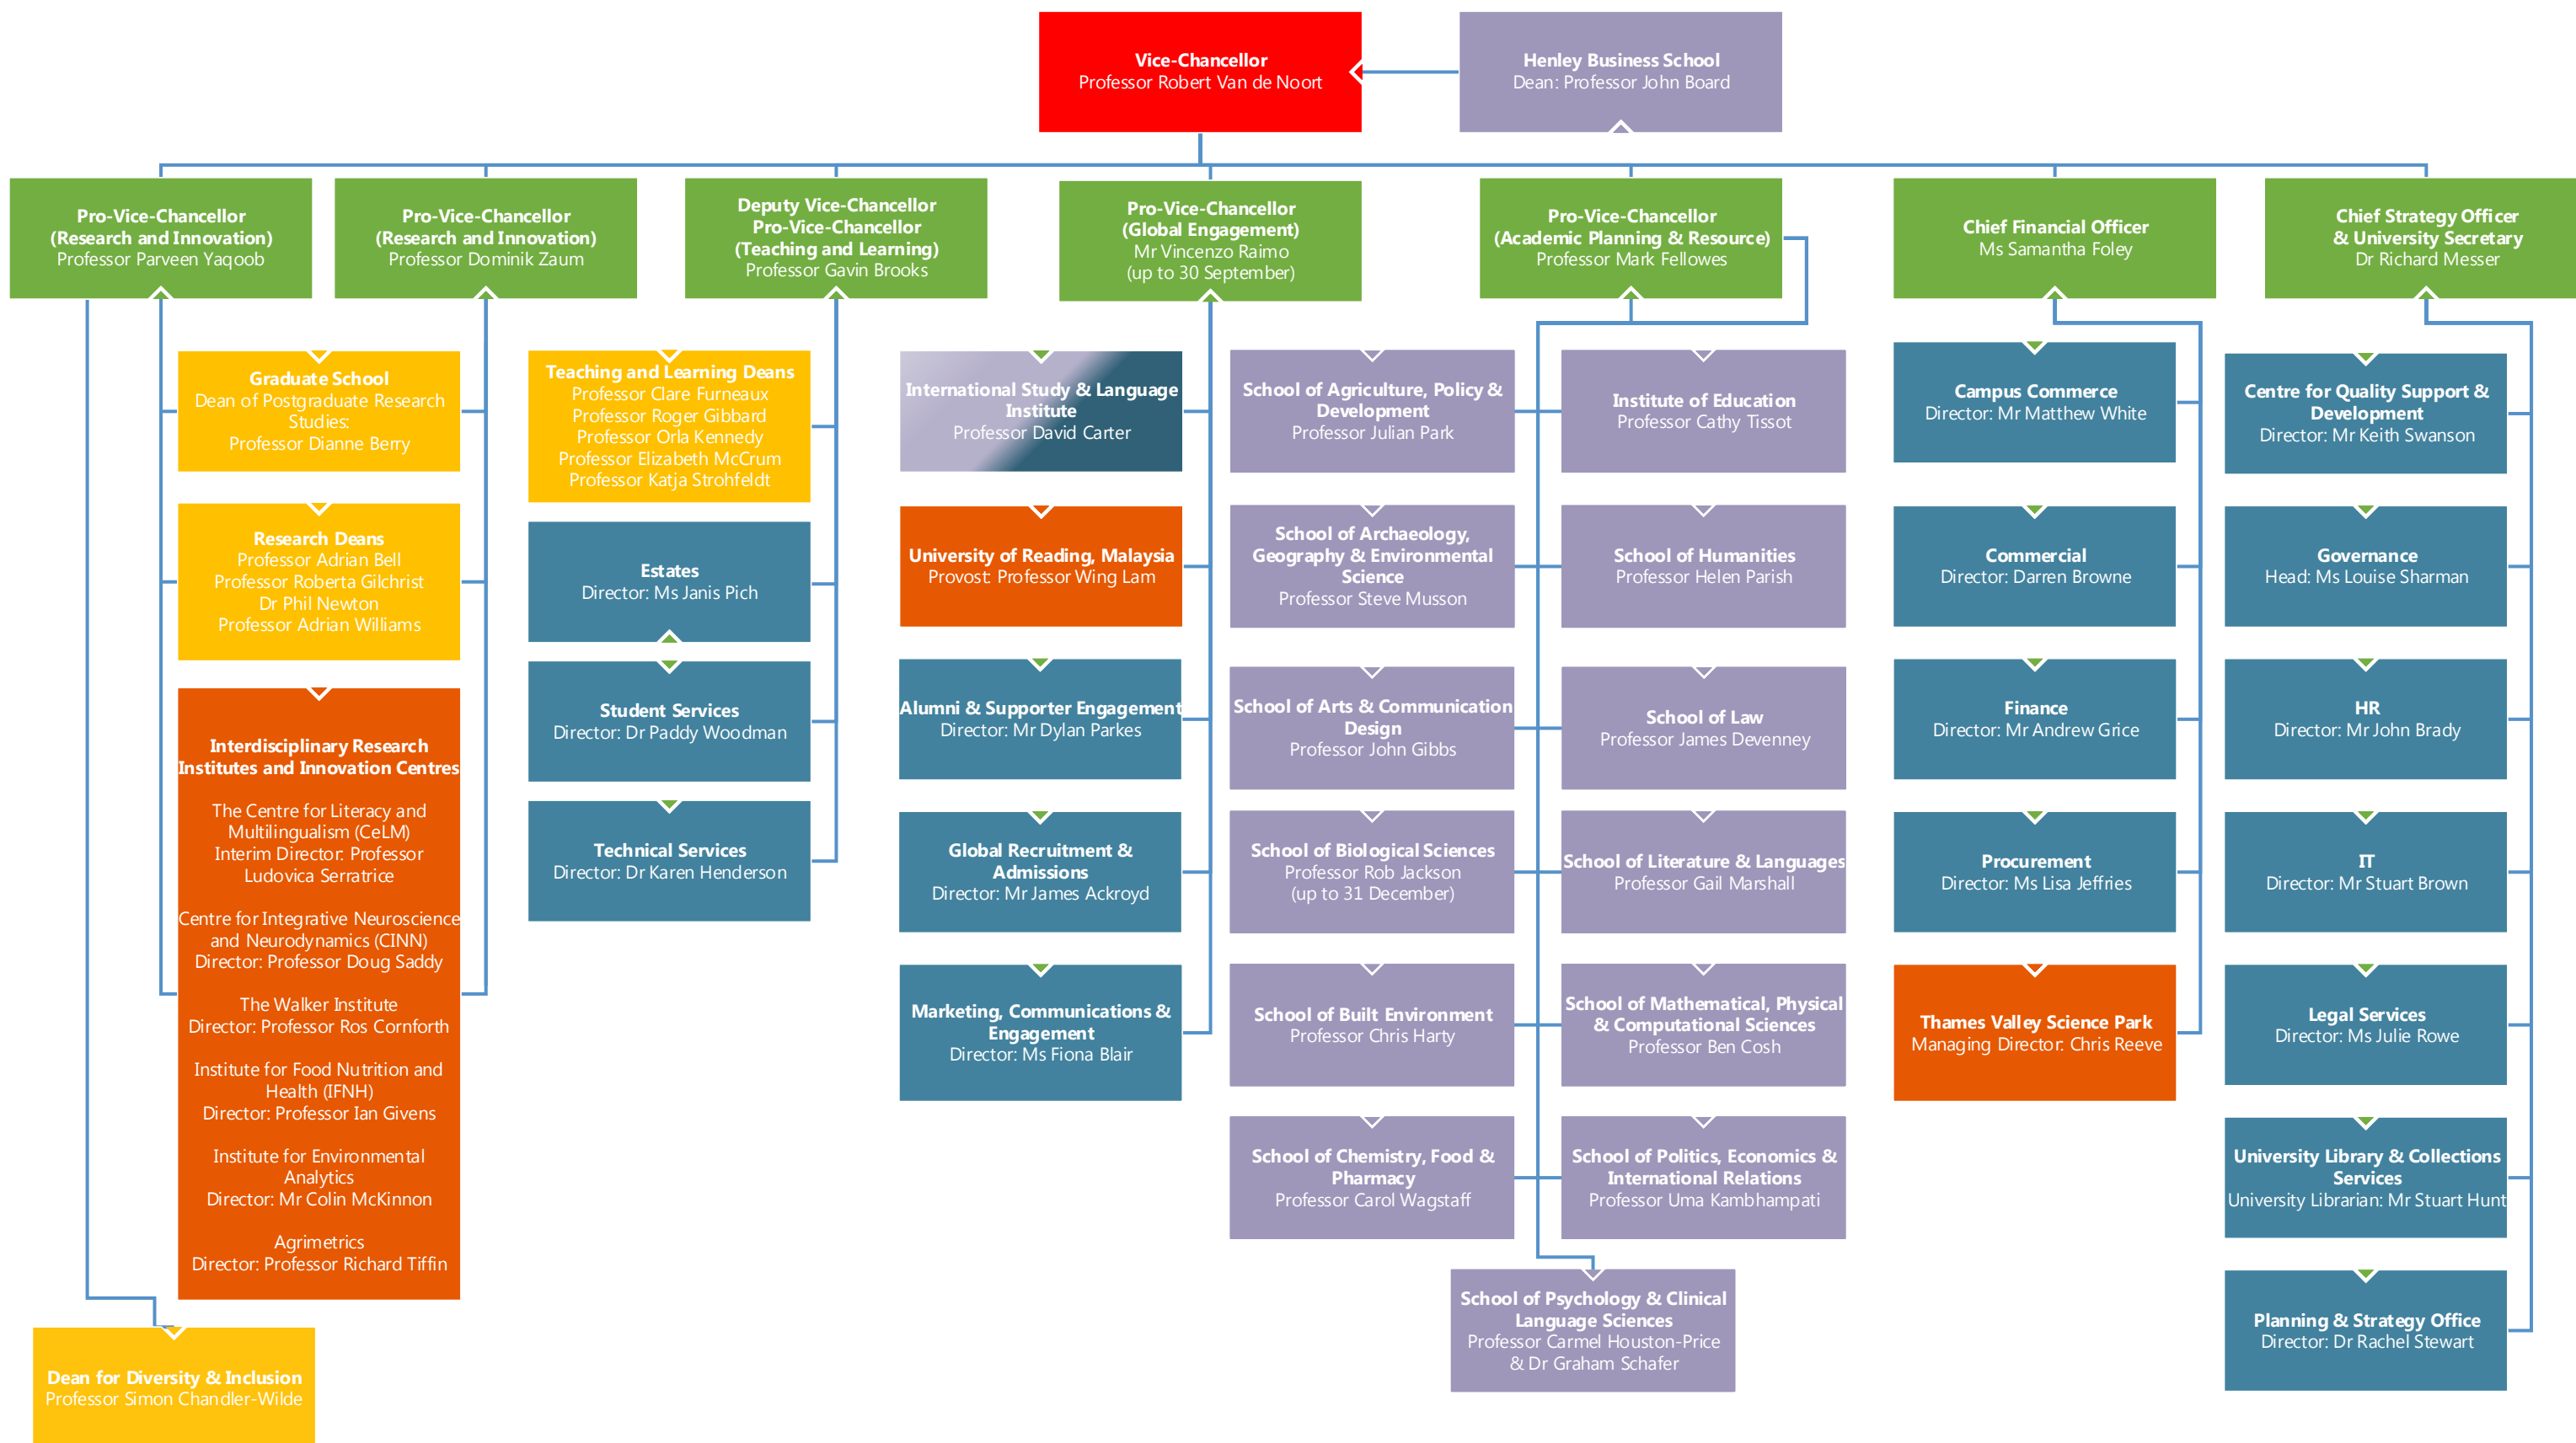 Vice-Chancellor
Professor Robert Van de Noort
Henley Business School
Dean: Professor John Board
Pro-Vice-Chancellor
(Research and Innovation)
Professor Parveen Yaqoob
Pro-Vice-Chancellor
(Research and Innovation)
Professor Dominik Zaum
Deputy Vice-Chancellor
Pro-Vice-Chancellor
(Teaching and Learning)
Professor Gavin Brooks
Pro-Vice-Chancellor
(Global Engagement)
Mr Vincenzo Raimo
(up to 30 September)
Pro-Vice-Chancellor
(Academic Planning & Resource)
Professor Mark Fellowes
Chief Financial Officer
Ms Samantha Foley
Chief Strategy Officer
& University Secretary
Dr Richard Messer
Graduate School
Dean of Postgraduate Research
Studies:
Professor Dianne Berry
Research Deans
Professor Adrian Bell
Professor Roberta Gilchrist
Dr Phil Newton
Professor Adrian Williams
Interdisciplinary Research
Institutes and Innovation Centres
The Centre for Literacy and
Multilingualism (CeLM)
Interim Director: Professor
Ludovica Serratrice
Centre for Integrative Neuroscience
and Neurodynamics (CINN)
Director: Professor Doug Saddy
The Walker Institute
Director: Professor Ros Cornforth
Institute for Food Nutrition and
Health (IFNH)
Director: Professor Ian Givens
Institute for Environmental
Analytics
Director: Mr Colin McKinnon
Agrimetrics
Director: Professor Richard Tiffin
Dean for Diversity & Inclusion
Professor Simon Chandler-Wilde
Teaching and Learning Deans
Professor Clare Furneaux
Professor Roger Gibbard
Professor Orla Kennedy
Professor Elizabeth McCrum
Professor Katja Strohfeldt
Estates
Director: Ms Janis Pich
Student Services
Director: Dr Paddy Woodman
Technical Services
Director: Dr Karen Henderson
International Study & Language
Institute
Professor David Carter
University of Reading, Malaysia
Provost: Professor Wing Lam
Alumni & Supporter Engagement
Director: Mr Dylan Parkes
Global Recruitment &
Admissions
Director: Mr James Ackroyd
Marketing, Communications &
Engagement
Director: Ms Fiona Blair
School of Agriculture, Policy &
Development
Professor Julian Park
School of Archaeology,
Geography & Environmental
Science
Professor Steve Musson
School of Arts & Communication
Design
Professor John Gibbs
School of Biological Sciences
Professor Rob Jackson
(up to 31 December)
School of Built Environment
Professor Chris Harty
School of Chemistry, Food &
Pharmacy
Professor Carol Wagstaff
Institute of Education
Professor Cathy Tissot
School of Humanities
Professor Helen Parish
School of Law
Professor James Devenney
School of Literature & Languages
Professor Gail Marshall
School of Mathematical, Physical
& Computational Sciences
Professor Ben Cosh
School of Politics, Economics &
International Relations
Professor Uma Kambhampati
School of Psychology & Clinical
Language Sciences
Professor Carmel Houston-Price
& Dr Graham Schafer
Campus Commerce
Director: Mr Matthew White
Commercial
Director: Darren Browne
Finance
Director: Mr Andrew Grice
Procurement
Director: Ms Lisa Jeffries
Thames Valley Science Park
Managing Director: Chris Reeve
Centre for Quality Support &
Development
Director: Mr Keith Swanson
Governance
Head: Ms Louise Sharman
HR
Director: Mr John Brady
IT
Director: Mr Stuart Brown
Legal Services
Director: Ms Julie Rowe
University Library & Collections
Services
University Librarian: Mr Stuart Hunt
Planning & Strategy Office
Director: Dr Rachel Stewart